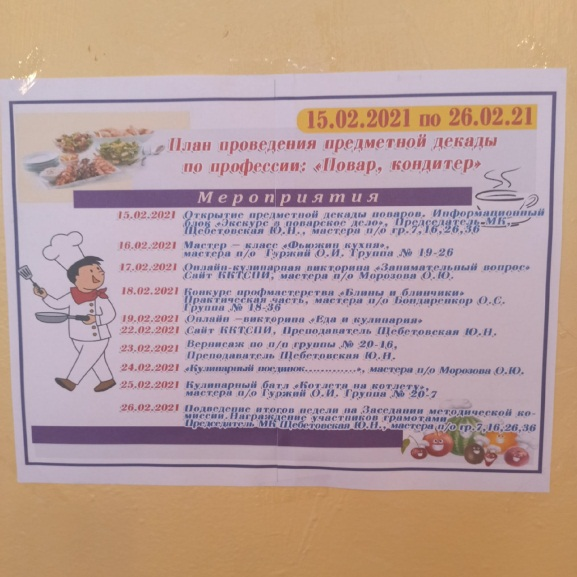 15.02.2021 по 26.02.21
План проведения предметной декады
по профессии: «Повар, кондитер»
Мероприятия
15.02.2021 Открытие предметной декады поваров. Информационный
блок «Экскурс в поварское дело», Председатель МК
Щебетовская Ю.Н., мастера п/о гр.7,16,26,36
16.02.2021 Мастер – класс «Фьюжин кухни»,
мастера п/о Гуржий О.И. Группа № 19-26
17.02.2021 Онлайн-кулинарная викторина «Занимательный вопрос»
Сайт ККТСПИ, мастера п/о Морозова О.Ю.
18.02.2021 Конкурс профмастерства «Блины и блинчики»
Практическая часть, мастера п/о Бондаренкор О.С.
Группа № 18-36
19.02.2021 Онлайн –викторина «Еда и кулинария»
22.02.2021 Сайт ККТСПИ, Преподаватель Щебетовская Ю.Н.
23.02.2021 Вернисаж по п/п группы № 20-16,
Преподаватель Щебетовская Ю.Н.
24.02.2021 «Кулинарный поединок.............», мастера п/о Морозова О.Ю.
25.02.2021 Кулинарный батл «Котлета на котлету»,
мастера п/о Гуржий О.И. Группа № 20-7
26.02.2021 Подведение итогов недели на Заседании методической ко-
миссии.Награждение участников грамотами
Председатель МК Щебетовская Ю.Н., мастера п/о гр.7,16,26,36